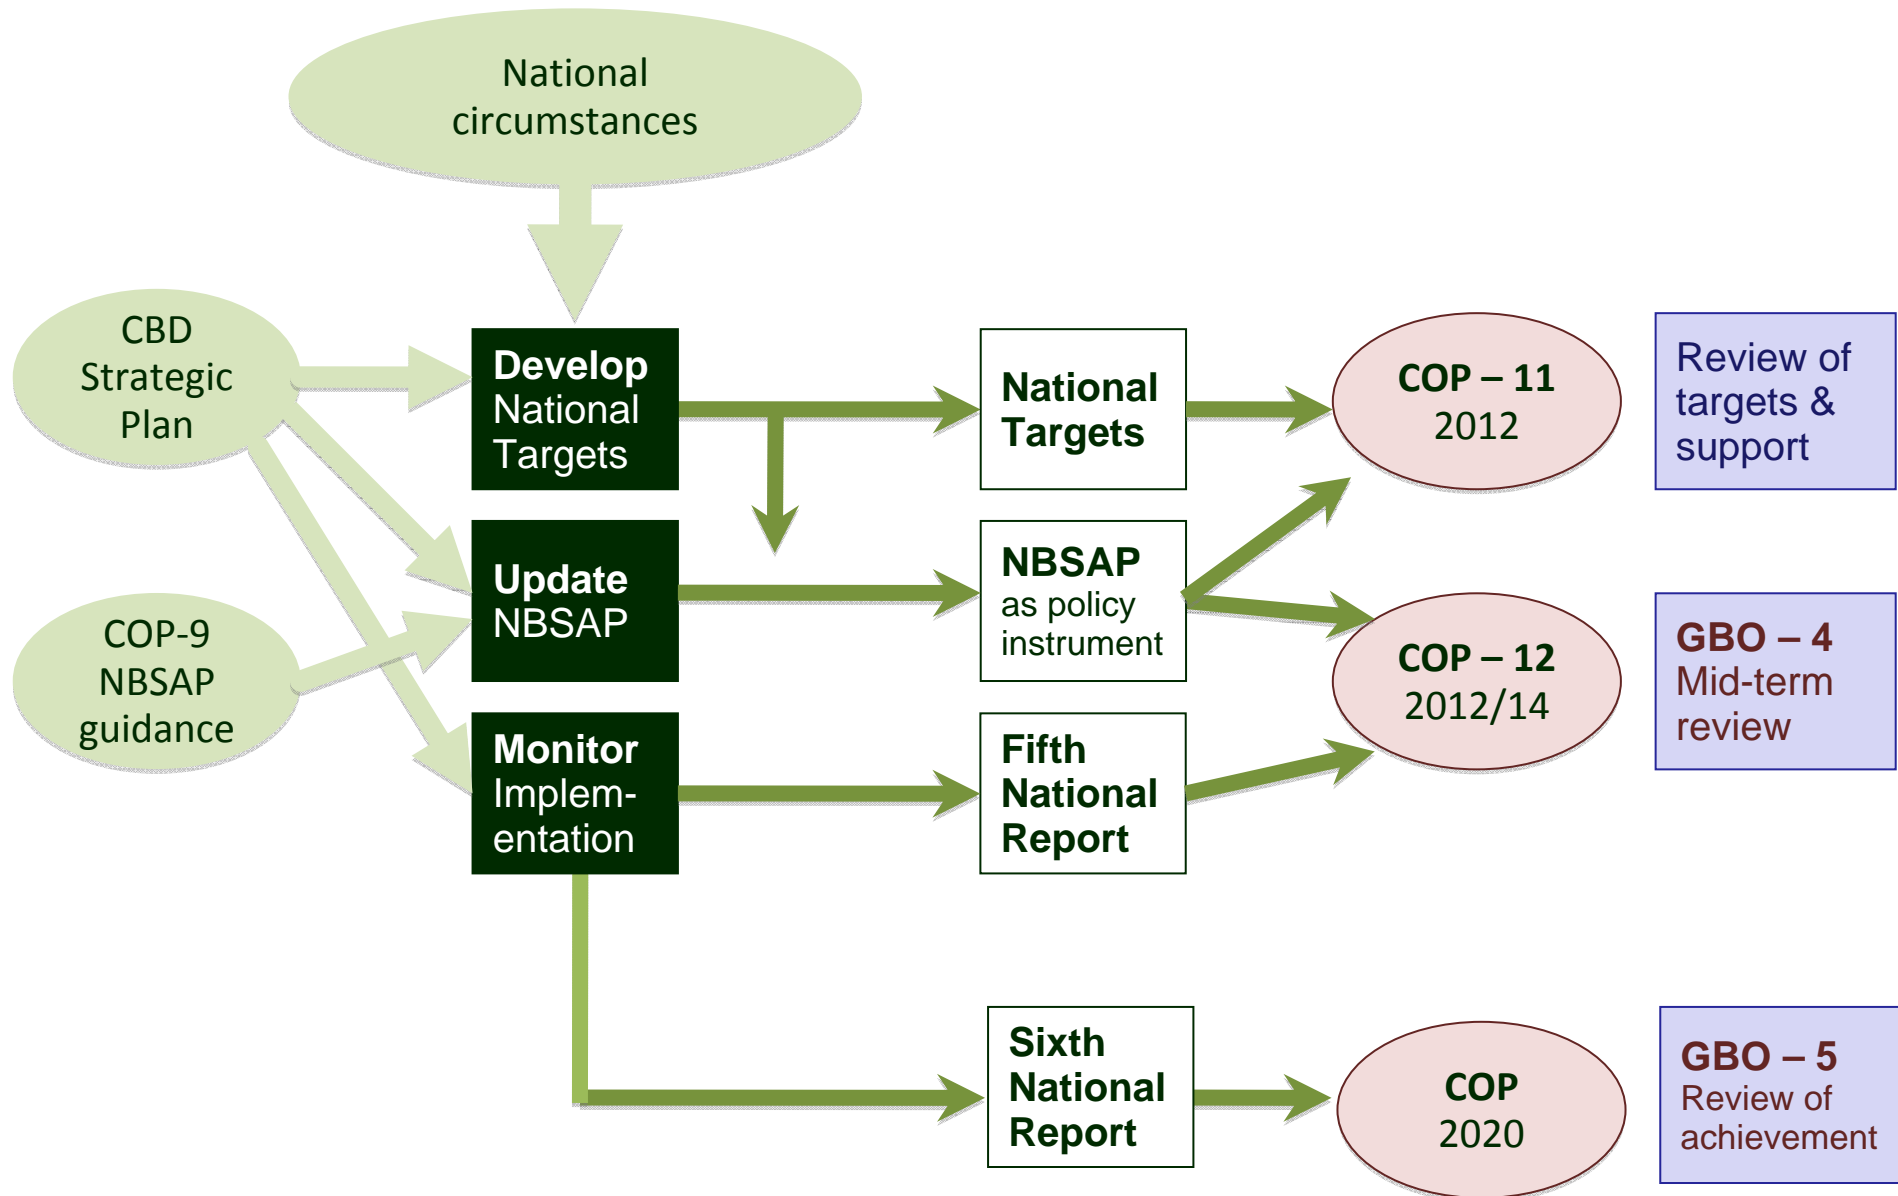 National
circumstances
CBD
Strategic
Plan
COP-9
NBSAP
guidance
Develop
National
Targets
Update
NBSAP
Monitor
Implem-
entation
National
Targets
NBSAP
as policy
instrument
Fifth
National
Report
Sixth
National
Report
COP – 11
2012
COP – 12
2012/14
COP
2020
Review of
targets &
support
GBO – 4
Mid-term
review
GBO – 5
Review of
achievement